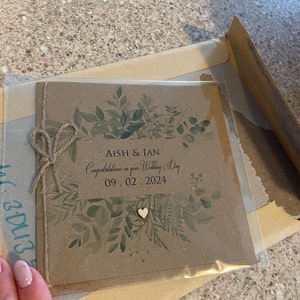 Aish & Ian
Congratulations on your Wedding Day
09 . 02 . 2024